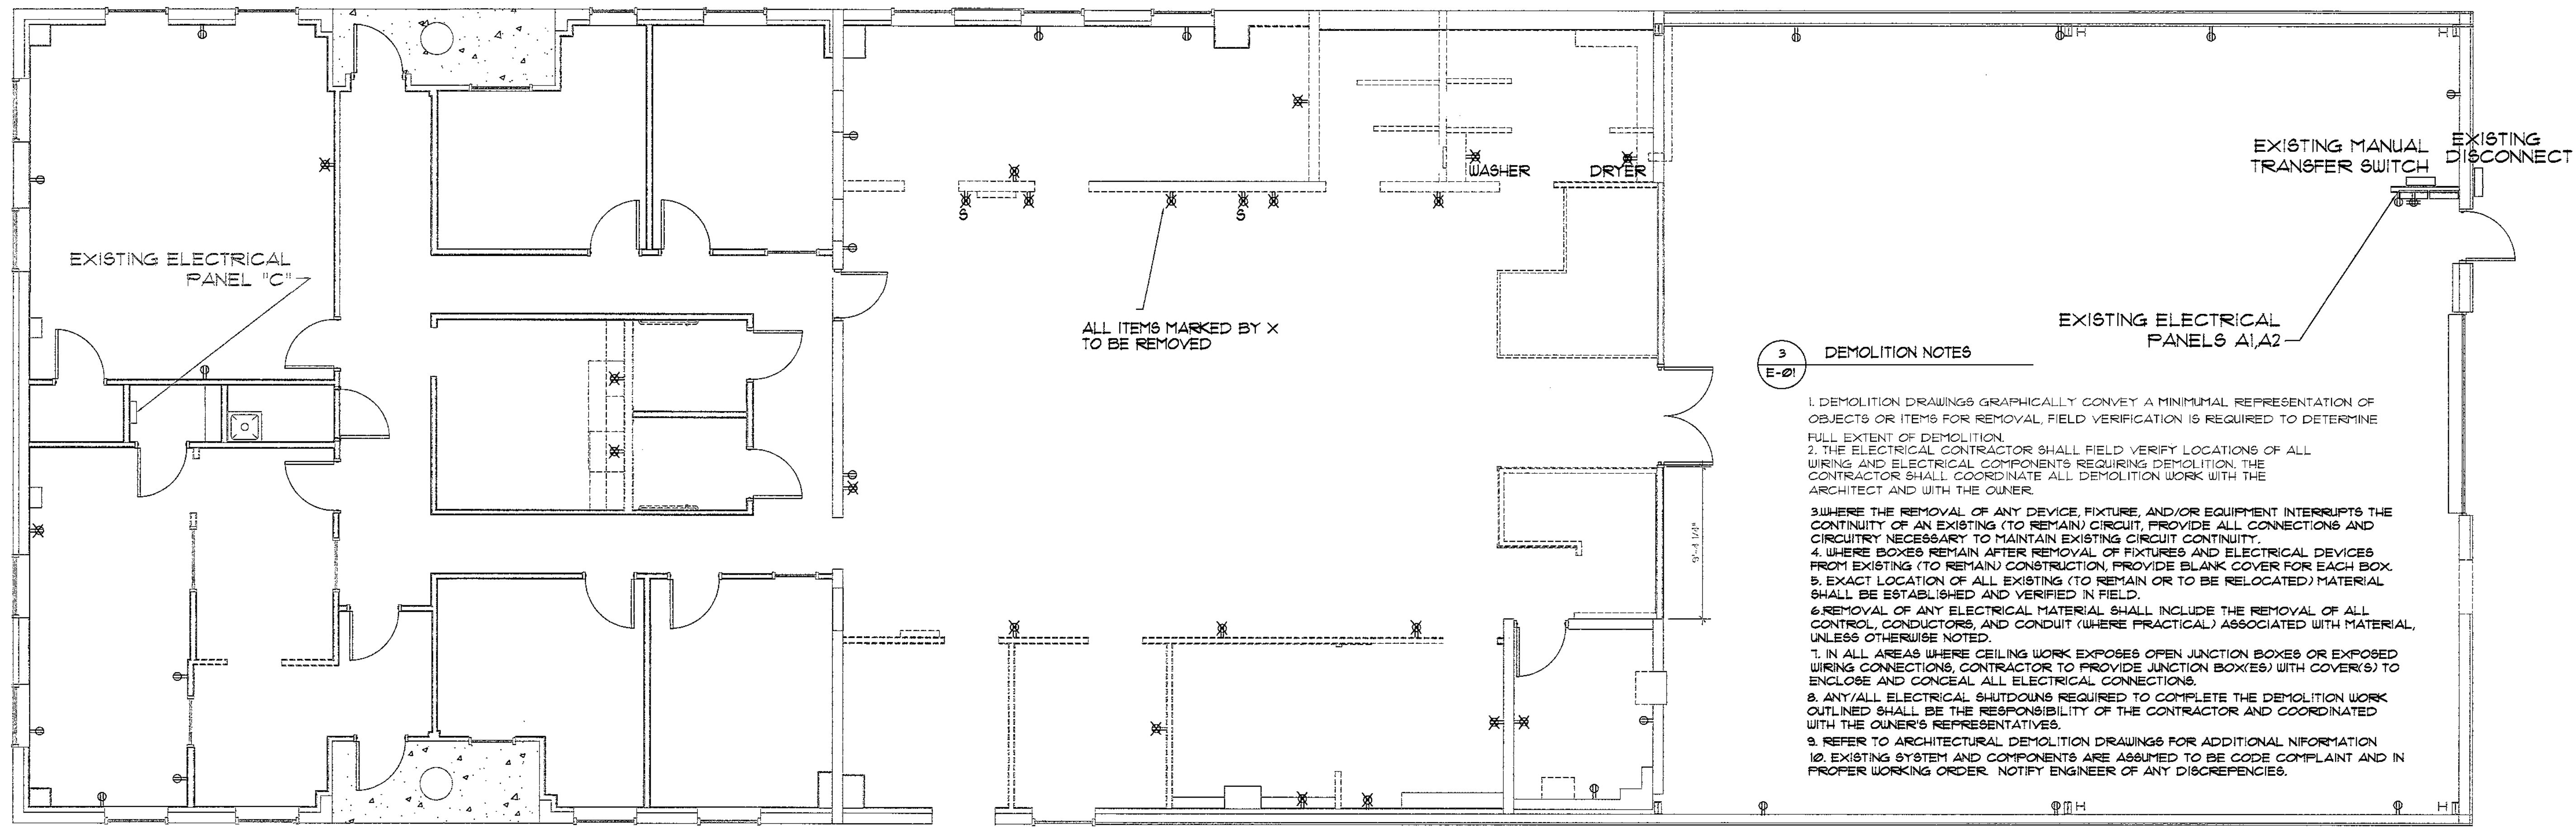 EXISTING ELECTRICAL
PANEL "C"
S
S
WASHER
DRYER
EXISTING MANUAL
TRANSFER SWITCH
EXISTING
DISCONNECT
H
H
ALL ITEMS MARKED BY X
TO BE REMOVED
EXISTING ELECTRICAL
PANELS A1,A2
3
E-01
DEMOLITION NOTES
1. DEMOLITION DRAWINGS GRAPHICALLY CONVEY A MINIMUMAL REPRESENTATION OF
OBJECTS OR ITEMS FOR REMOVAL, FIELD VERIFICATION IS REQUIRED TO DETERMINE
FULL EXTENT OF DEMOLITION.
2. THE ELECTRICAL CONTRACTOR SHALL FIELD VERIFY LOCATIONS OF ALL
WIRING AND ELECTRICAL COMPONENTS REQUIRING DEMOLITION. THE
CONTRACTOR SHALL COORDINATE ALL DEMOLITION WORK WITH THE
ARCHITECT AND WITH THE OWNER.
3.WHERE THE REMOVAL OF ANY DEVICE, FIXTURE, AND/OR EQUIPMENT INTERRUPTS THE
CONTINUITY OF AN EXISTING (TO REMAIN) CIRCUIT, PROVIDE ALL CONNECTIONS AND
CIRCUITRY NECESSARY TO MAINTAIN EXISTING CIRCUIT CONTINUITY.
4. WHERE BOXES REMAIN AFTER REMOVAL OF FIXTURES AND ELECTRICAL DEVICES
FROM EXISTING (TO REMAIN) CONSTRUCTION, PROVIDE BLANK COVER FOR EACH BOX.
5. EXACT LOCATION OF ALL EXISTING (TO REMAIN OR TO BE RELOCATED) MATERIAL
SHALL BE ESTABLISHED AND VERIFIED IN FIELD.
6.REMOVAL OF ANY ELECTRICAL MATERIAL SHALL INCLUDE THE REMOVAL OF ALL
CONTROL, CONDUCTORS, AND CONDUIT (WHERE PRACTICAL) ASSOCIATED WITH MATERIAL,
UNLESS OTHERWISE NOTED.
7. IN ALL AREAS WHERE CEILING WORK EXPOSES OPEN JUNCTION BOXES OR EXPOSED
WIRING CONNECTIONS, CONTRACTOR TO PROVIDE JUNCTION BOX(ES) WITH COVER(S) TO
ENCLOSE AND CONCEAL ALL ELECTRICAL CONNECTIONS.
8. ANY/ALL ELECTRICAL SHUTDOWNS REQUIRED TO COMPLETE THE DEMOLITION WORK
OUTLINED SHALL BE THE RESPONSIBILITY OF THE CONTRACTOR AND COORDINATED
WITH THE OWNER'S REPRESENTATIVES.
9. REFER TO ARCHITECTURAL DEMOLITION DRAWINGS FOR ADDITIONAL NIFORMATION
10. EXISTING SYSTEM AND COMPONENTS ARE ASSUMED TO BE CODE COMPLAINT AND IN
PROPER WORKING ORDER. NOTIFY ENGINEER OF ANY DISCREPENCIES.
H
H